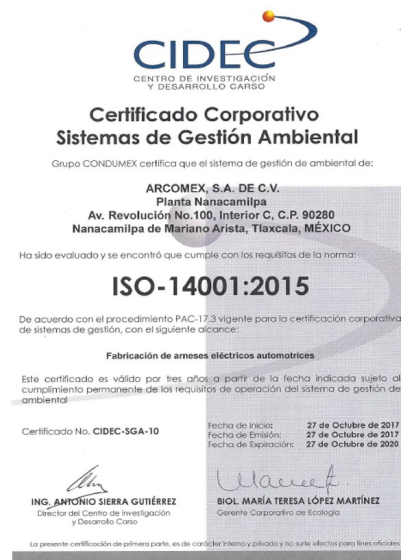 CIDEC
CENTRO DE INVESTIGACIÓN
Y DESARROLLO CARSO
Certificado Corporativo
Sistemas de Gestión Ambiental
Grupo CONDUMEX certifica que el sistema de gestión de ambiental de:
ARCOMEX, S.A. DE C.V.
Planta Nanacamilpa
Av. Revolución No.100, Interior C, C.P. 90280
Nanacamilpa de Mariano Arista, Tlaxcala, MÉXICO
Ha sido evaluado y se encontró que cumple con los requisitos de la norma:
ISO-14001:2015
De acuerdo con el procedimiento PAC-17.3 vigente para la certificación corporativa
de sistemas de gestión, con el siguiente alcance:
Fabricación de arneses eléctricos automotrices
Este certificado es válido por tres años a partir de la fecha indicada sujeto al
cumplimiento permanente de los requisitos de operación del sistema de gestión de
ambiental
Certificado No. CIDEC-SGA-10
Fecha de inicio: 27 de Octubre de 2017
Fecha de Emisión: 27 de Octubre de 2017
Fecha de Expiración: 27 de Octubre de 2020
ING. ANTONIO SIERRA GUTIÉRREZ
Director del Centro de Investigación
y Desarrollo Carso
BIOL. MARÍA TERESA LÓPEZ MARTÍNEZ
Gerente Corporativo de Ecología
La presente certificación de primera parte, es de carácter interno y privado y no surte efectos para fines oficiales